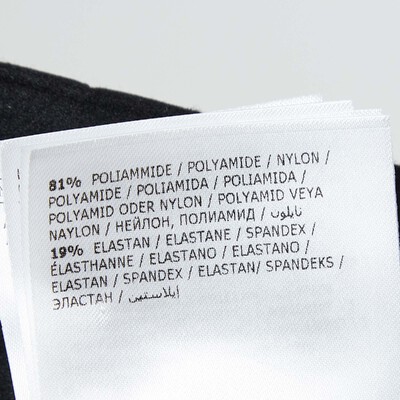 81% POLIAMMIDE / POLYAMIDE / NYLON /
POLYAMIDE / POLIAMIDA / POLIAMIDA /
POLYAMID ODER NYLON / POLYAMID VEYA
NAYLON / НЕЙЛОН, ПОЛИАМИД / نايلون
19% ELASTAN / ELASTANE / SPANDEX /
ÉLASTHANNE / ELASTANO / ELASTANO /
ELASTAN / SPANDEX / ELASTAN/ SPANDEKS /
ЭЛАСТАН / إيلاستين